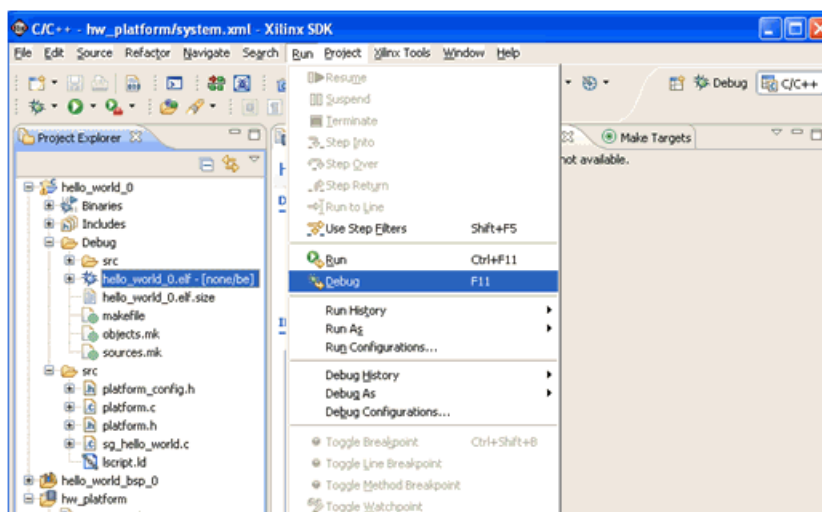 C/C++ - hw_platform/system.xml - Xilinx SDK
File Edit Source Refactor Navigate Search Run Project Xilinx Tools Window Help
Debug C/C++
Project Explorer
Make Targets
not available.
hello_world_0
Binaries
Includes
Debug
src
hello_world_0.elf - [none/be]
hello_world_0.elf.size
makefile
objects.mk
sources.mk
src
platform_config.h
platform.c
platform.h
sg_hello_world.c
lscript.ld
hello_world_bsp_0
hw_platform
Resume
Suspend
Terminate
Step Into
Step Over
Step Return
Run to Line
Use Step Filters Shift+F5
Run Ctrl+F11
Debug F11
Run History
Run As
Run Configurations...
Debug History
Debug As
Debug Configurations...
Toggle Breakpoint Ctrl+Shift+B
Toggle Line Breakpoint
Toggle Method Breakpoint
Toggle Watchpoint